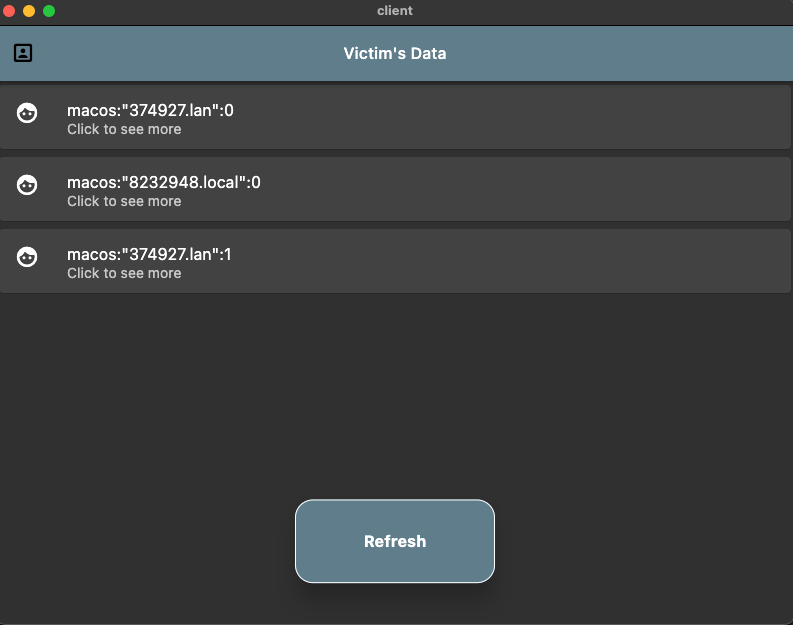 client
Victim's Data
macos:"374927.lan":0
Click to see more
macos:"8232948.local":0
Click to see more
macos:"374927.lan":1
Click to see more
Refresh